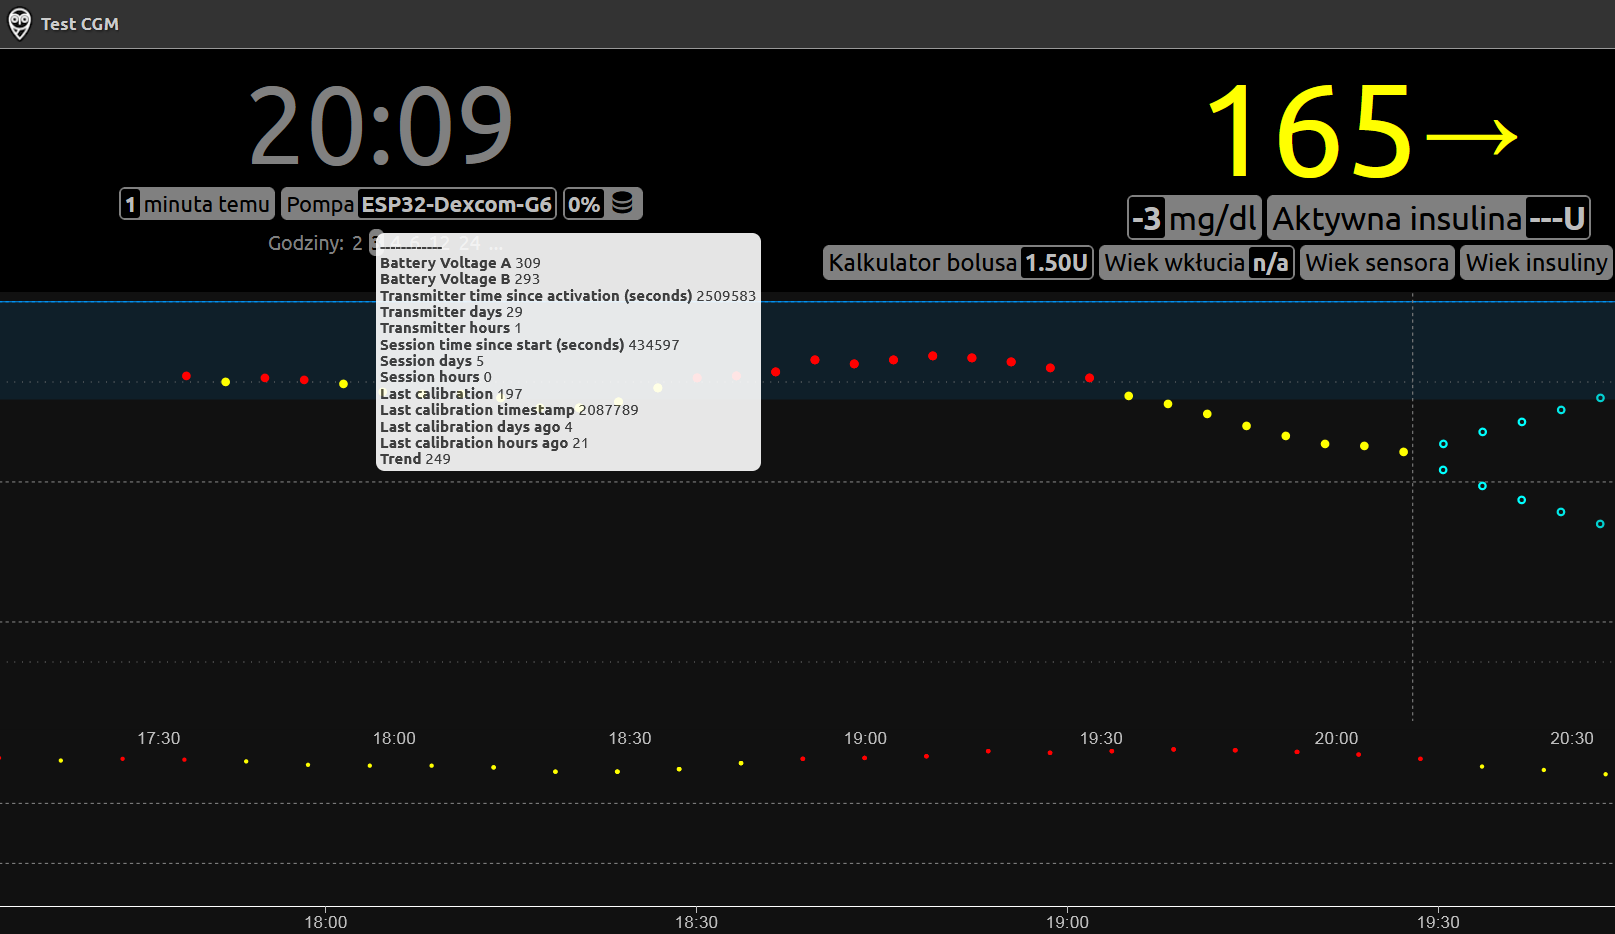 Test CGM
20:09
165→
1 minuta temu Pompa ESP32-Dexcom-G6 0%
-3 mg/dl Aktywna insulina ---U
Godziny: 2 3 4 6 12 24 ...
Kalkulator bolusa 1.50U Wiek wkłucia n/a Wiek sensora Wiek insuliny
------------
Battery Voltage A 309
Battery Voltage B 293
Transmitter time since activation (seconds) 2509583
Transmitter days 29
Transmitter hours 1
Session time since start (seconds) 434597
Session days 5
Session hours 0
Last calibration 197
Last calibration timestamp 2087789
Last calibration days ago 4
Last calibration hours ago 21
Trend 249
17:30 18:00 18:30 19:00 19:30 20:00 20:30
18:00 18:30 19:00 19:30